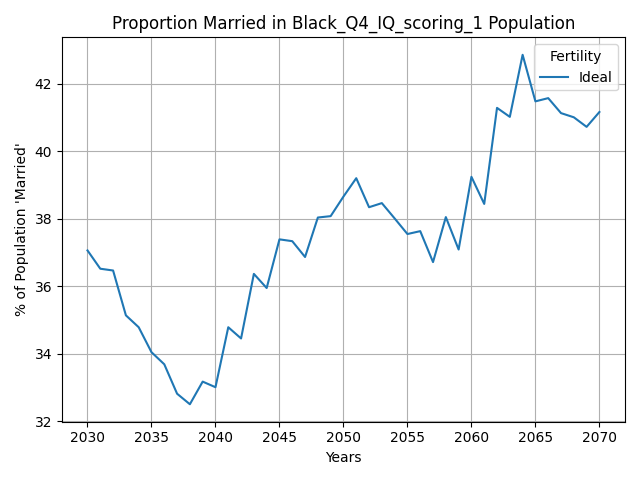 Proportion Married in Black_Q4_IQ_scoring_1 Population
Fertility
Ideal
% of Population 'Married'
42
40
38
36
34
32
2030 2035 2040 2045 2050 2055 2060 2065 2070
Years